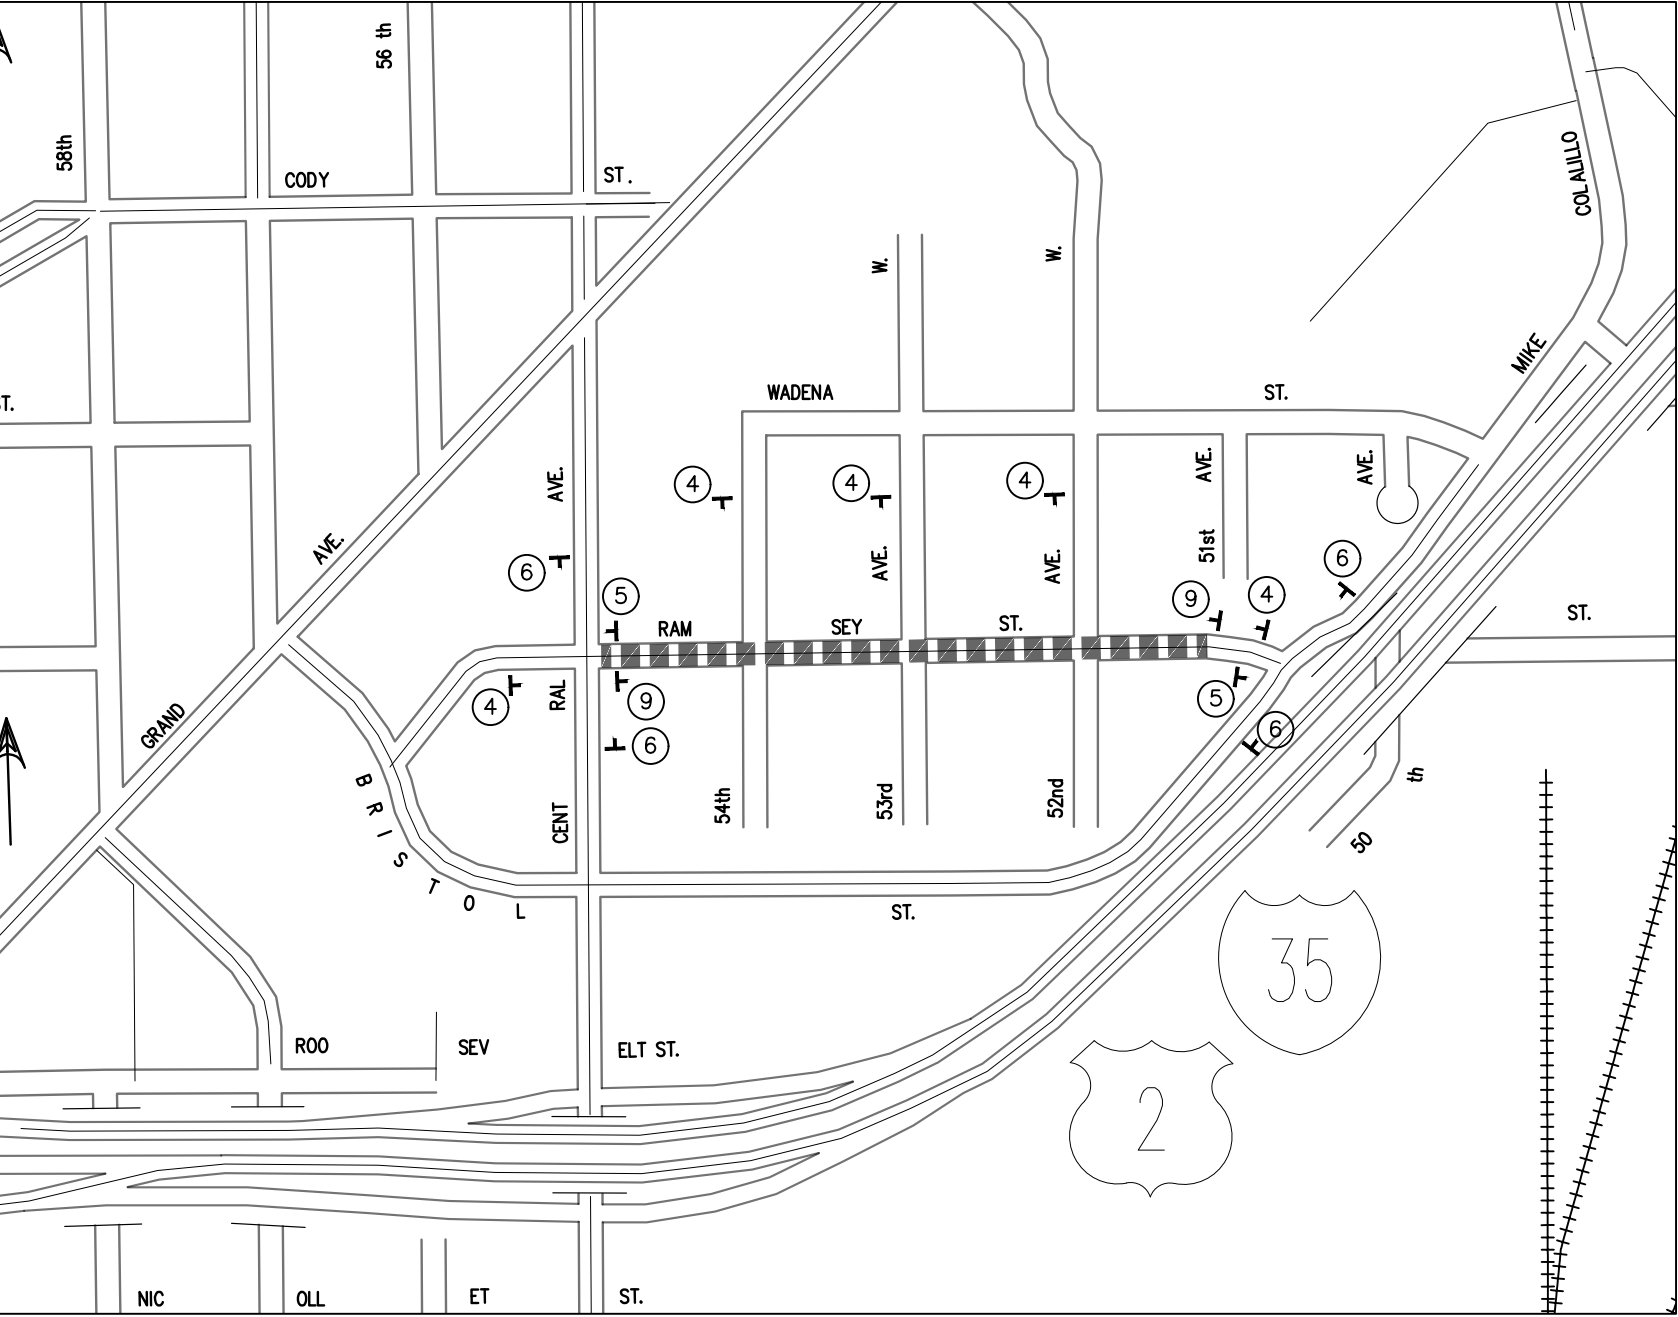 56 th
58th
CODY ST.
COLALILLO
W.
W.
MIKE
WADENA ST.
ST.
AVE.
AVE.
AVE.
4
4
4
51st
AVE.
AVE.
AVE.
6
6
5
9
4
RAM SEY ST.
ST.
4
RAL
9
5
GRAND
6
6
BRISTOL
CENT
54th
53rd
52nd
th
50
ST.
35
ROO SEV ELT ST.
2
NIC OLL ET ST.